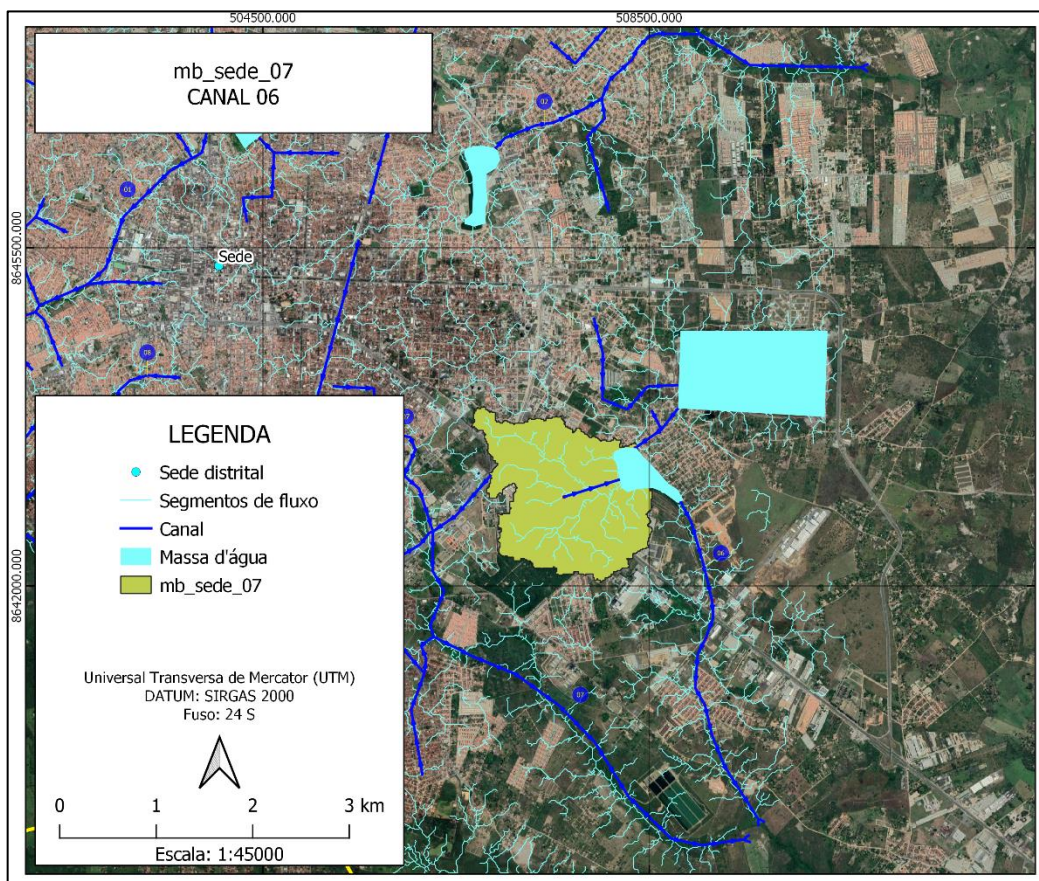 504500.000
508500.000
mb_sede_07
CANAL 06
02
01
8645500.000
Sede
08
07
LEGENDA
Sede distrital
Segmentos de fluxo
Canal
Massa d'água
mb_sede_07
06
8642000.000
Universal Transversa de Mercator (UTM)
DATUM: SIRGAS 2000
Fuso: 24 S
07
0 1 2 3 km
Escala: 1:45000